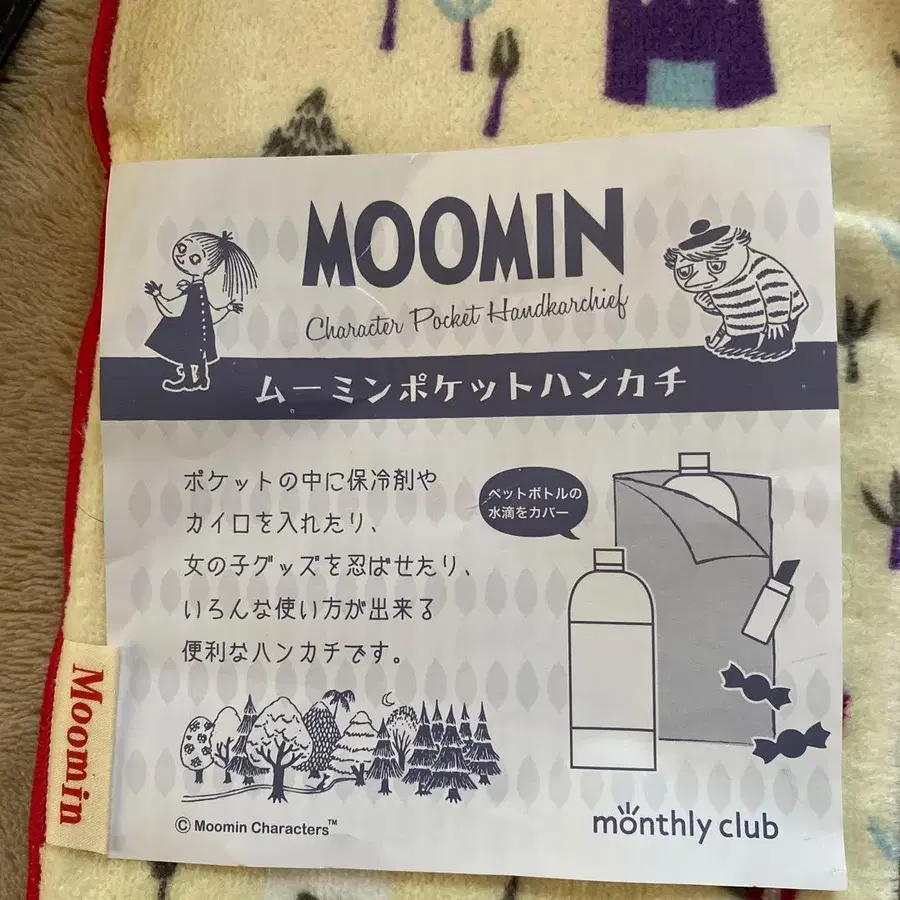 MOOMIN
Character Pocket Handkarchief
ムーミンポケットハンカチ
ポケットの中に保冷剤や
カイロを入れたり、
女の子グッズを忍ばせたり、
いろんな使い方が出来る
便利なハンカチです。
ペットボトルの
水滴をカバー
Moomin
© Moomin Characters™
monthly club